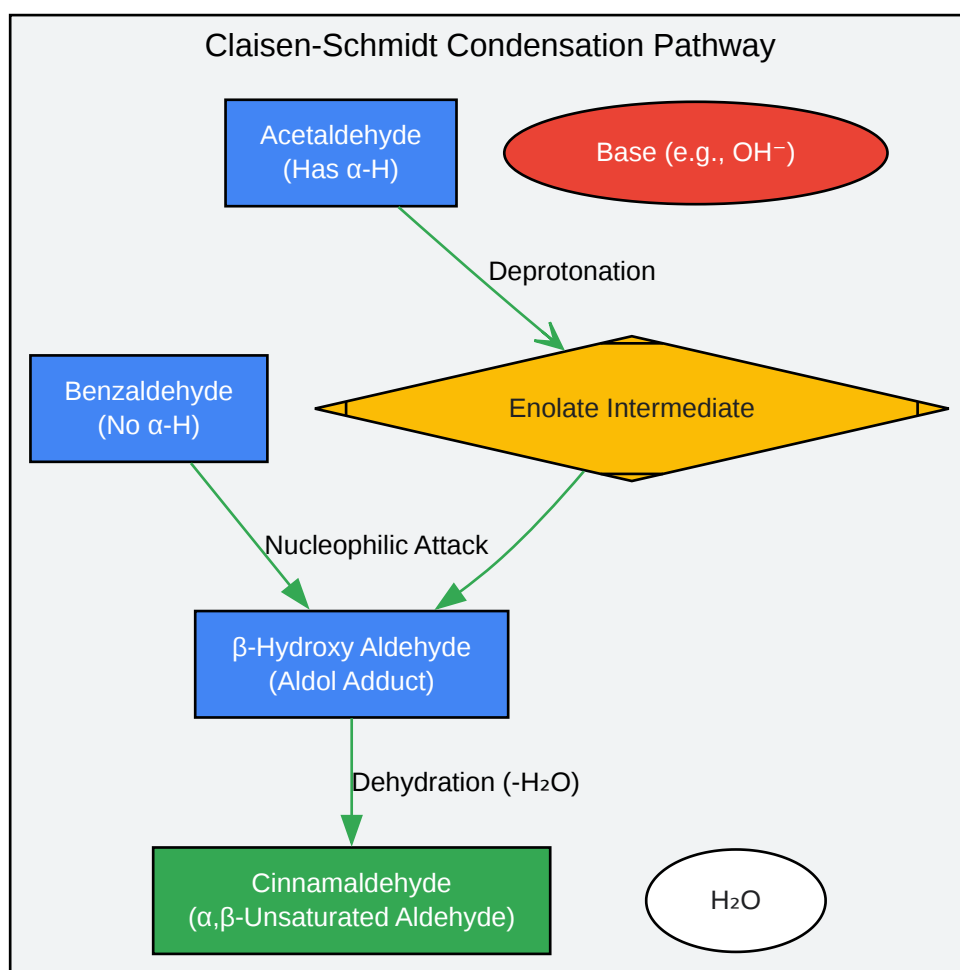 Claisen-Schmidt Condensation Pathway
Acetaldehyde
(Has α-H)
Base (e.g., OH⁻)
Deprotonation
Benzaldehyde
(No α-H)
Enolate Intermediate
Nucleophilic Attack
β-Hydroxy Aldehyde
(Aldol Adduct)
Dehydration (-H₂O)
Cinnamaldehyde
(α,β-Unsaturated Aldehyde)
H₂O